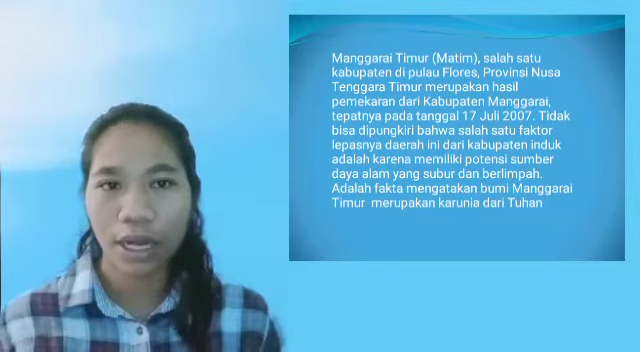 Manggarai Timur (Matim), salah satu
kabupaten di pulau Flores, Provinsi Nusa
Tenggara Timur merupakan hasil
pemekaran dari Kabupaten Manggarai,
tepatnya pada tanggal 17 Juli 2007. Tidak
bisa dipungkiri bahwa salah satu faktor
lepasnya daerah ini dari kabupaten induk
adalah karena memiliki potensi sumber
daya alam yang subur dan berlimpah.
Adalah fakta mengatakan bumi Manggarai
Timur  merupakan karunia dari Tuhan